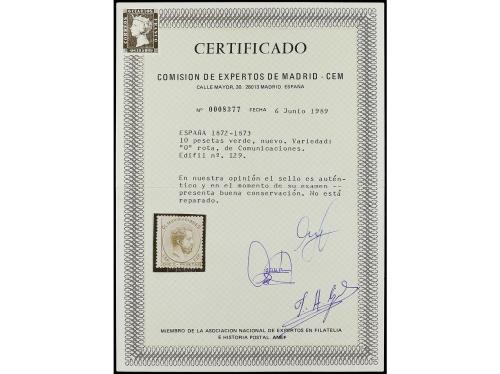 CERTIFICADO
COMISION DE EXPERTOS DE MADRID - CEM
CALLE MAYOR, 30. 28013 MADRID. ESPAÑA
Nº 0008377 FECHA 6 Junio 1989
ESPAÑA 1872-1873
10 pesetas verde, nuevo. Variedad:
"O" rota, de Comunicaciones.
Edifil nº. 129.
En nuestra opinión el sello es autén-
tico y en el momento de su examen --
presenta buena conservación. No está
reparado.
MIEMBRO DE LA ASOCIACION NACIONAL DE EXPERTOS EN FILATELIA
E HISTORIA POSTAL. ANEF